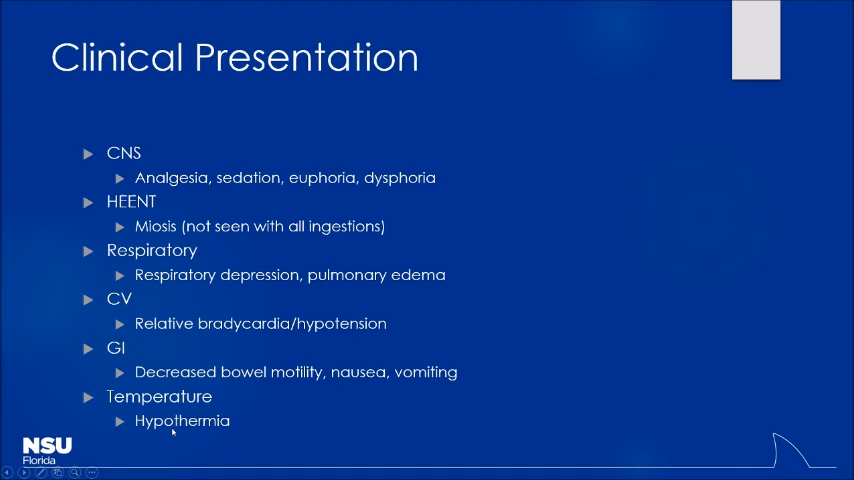 Clinical Presentation
CNS
Analgesia, sedation, euphoria, dysphoria
HEENT
Miosis (not seen with all ingestions)
Respiratory
Respiratory depression, pulmonary edema
CV
Relative bradycardia/hypotension
GI
Decreased bowel motility, nausea, vomiting
Temperature
Hypothermia
NSU
Florida